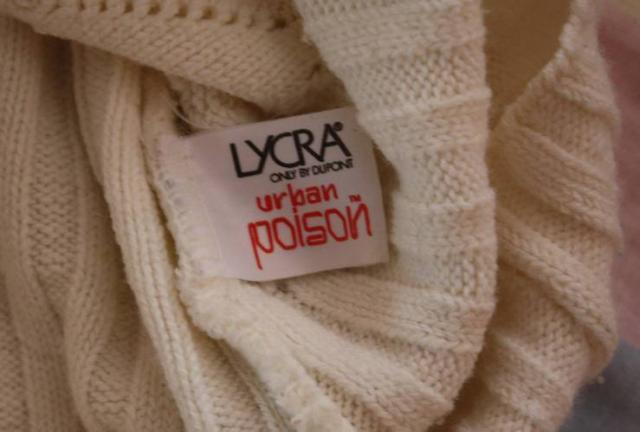 LYCRA®
ONLY BY DUPONT
urban
poison™